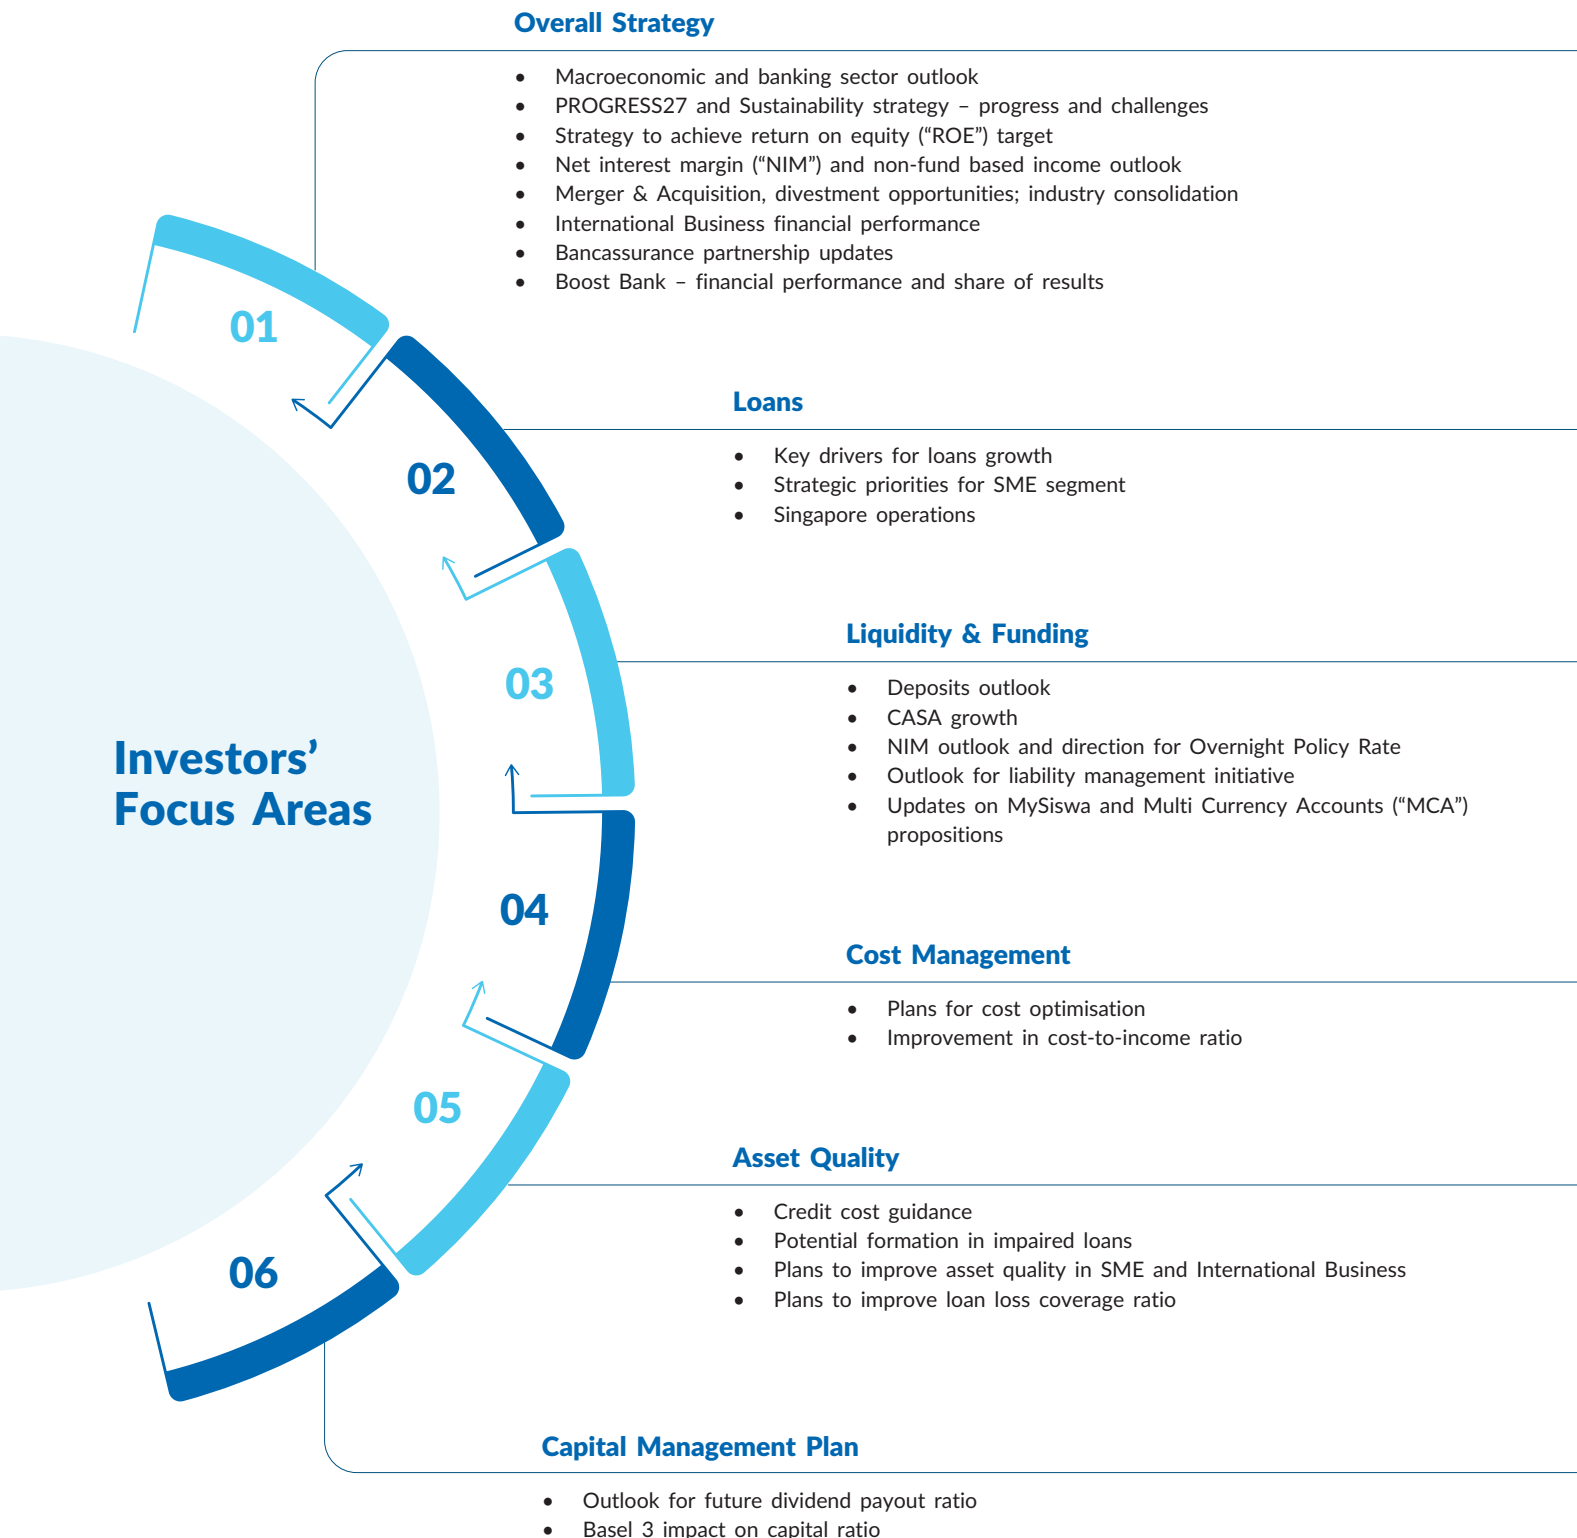 Overall Strategy
• Macroeconomic and banking sector outlook
• PROGRESS27 and Sustainability strategy – progress and challenges
• Strategy to achieve return on equity (“ROE”) target
• Net interest margin (“NIM”) and non-fund based income outlook
• Merger & Acquisition, divestment opportunities; industry consolidation
• International Business financial performance
• Bancassurance partnership updates
• Boost Bank – financial performance and share of results
01
Loans
• Key drivers for loans growth
• Strategic priorities for SME segment
• Singapore operations
02
Liquidity & Funding
• Deposits outlook
• CASA growth
• NIM outlook and direction for Overnight Policy Rate
• Outlook for liability management initiative
• Updates on MySiswa and Multi Currency Accounts (“MCA”)
propositions
03
Investors’
Focus Areas
04
Cost Management
• Plans for cost optimisation
• Improvement in cost-to-income ratio
05
Asset Quality
• Credit cost guidance
• Potential formation in impaired loans
• Plans to improve asset quality in SME and International Business
• Plans to improve loan loss coverage ratio
06
Capital Management Plan
• Outlook for future dividend payout ratio
• Basel 3 impact on capital ratio